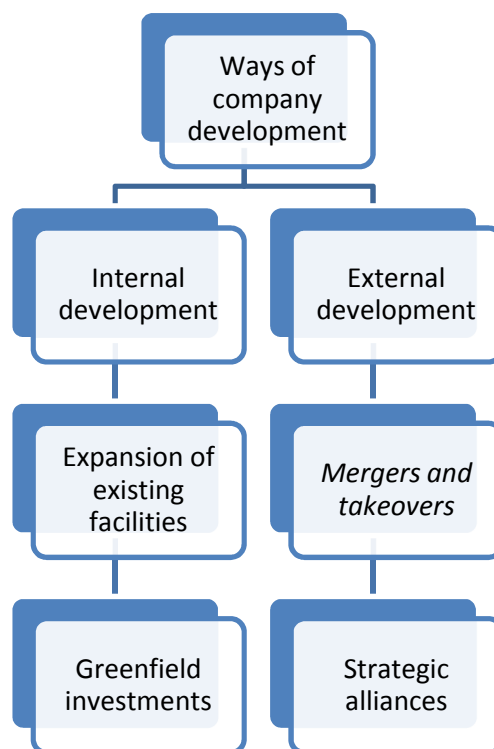 Ways of
company
development
Internal
development
External
development
Expansion of
existing
facilities
Mergers and
takeovers
Greenfield
investments
Strategic
alliances